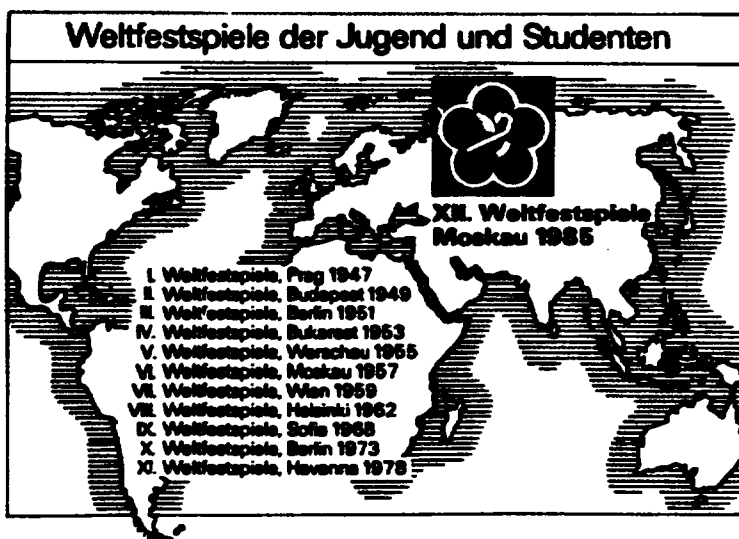 Weltfestspiele der Jugend und Studenten
XII. Weltfestspiele
Moskau 1985
I. Weltfestspiele, Prag 1947
II. Weltfestspiele, Budapest 1949
III. Weltfestspiele, Berlin 1951
IV. Weltfestspiele, Bukarest 1953
V. Weltfestspiele, Warschau 1955
VI. Weltfestspiele, Moskau 1957
VII. Weltfestspiele, Wien 1959
VIII. Weltfestspiele, Helsinki 1962
IX. Weltfestspiele, Sofia 1968
X. Weltfestspiele, Berlin 1973
XI. Weltfestspiele, Havanna 1978